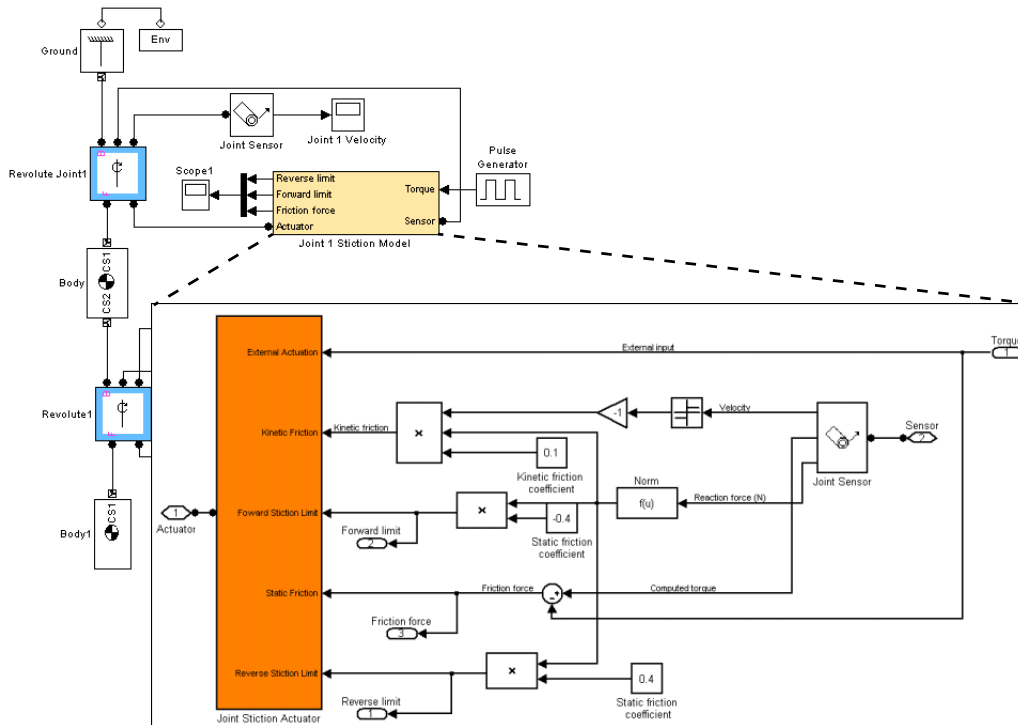 Ground
Env
B
F
Revolute Joint1
Joint Sensor
Joint 1 Velocity
Scope1
Pulse
Generator
Reverse limit
Forward limit
Friction force
Actuator
Torque
Sensor
Joint 1 Stiction Model
Body
CS1
CS2
B
F
Revolute1
CS1
Body1
External Actuation
Kinetic Friction
Foward Stiction Limit
Static Friction
Reverse Stiction Limit
Joint Stiction Actuator
1
Actuator
External input
Torque
1
Velocity
-1
Kinetic friction
×
0.1
Kinetic friction
coefficient
Sensor
2
Joint Sensor
Norm
f(u)
Reaction force (N)
×
-0.4
Static friction
coefficient
Forward limit
2
Friction force
- +
Computed torque
Friction force
3
×
0.4
Static friction
coefficient
Reverse limit
1